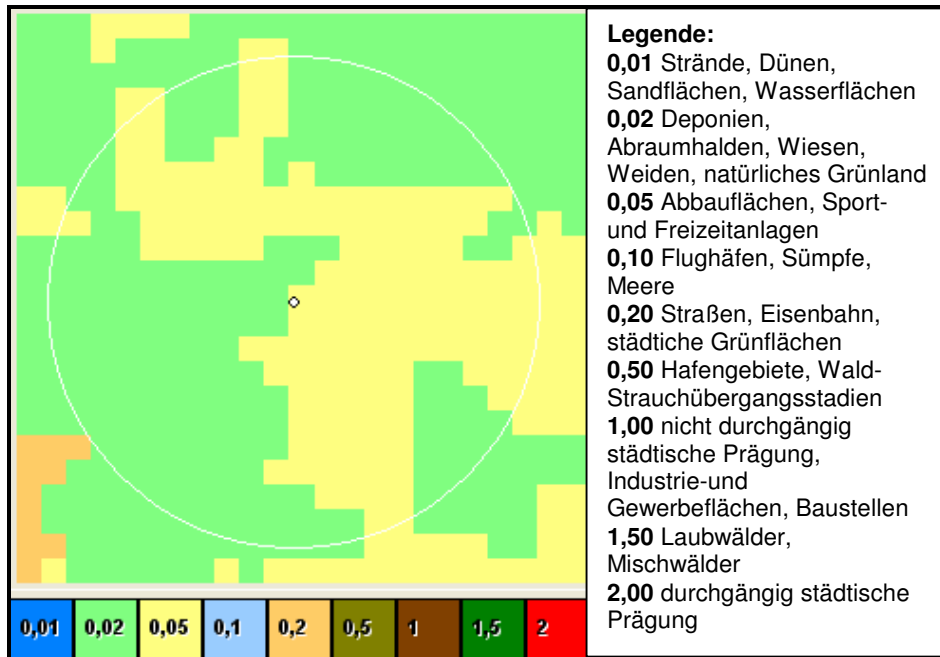 Legende:
0,01 Strände, Dünen,
Sandflächen, Wasserflächen
0,02 Deponien,
Abraumhalden, Wiesen,
Weiden, natürliches Grünland
0,05 Abbauflächen, Sport-
und Freizeitanlagen
0,10 Flughäfen, Sümpfe,
Meere
0,20 Straßen, Eisenbahn,
städtiche Grünflächen
0,50 Hafengebiete, Wald-
Strauchübergangsstadien
1,00 nicht durchgängig
städtische Prägung,
Industrie-und
Gewerbeflächen, Baustellen
1,50 Laubwälder,
Mischwälder
2,00 durchgängig städtische
Prägung
0,01 0,02 0,05 0,1 0,2 0,5 1 1,5 2